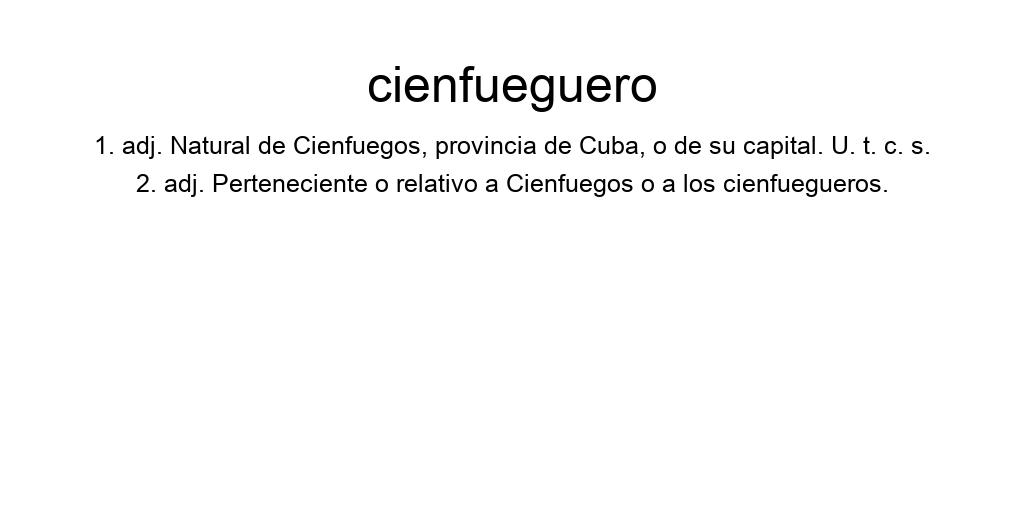 cienfueguero
1. adj. Natural de Cienfuegos, provincia de Cuba, o de su capital. U. t. c. s.
2. adj. Perteneciente o relativo a Cienfuegos o a los cienfuegueros.